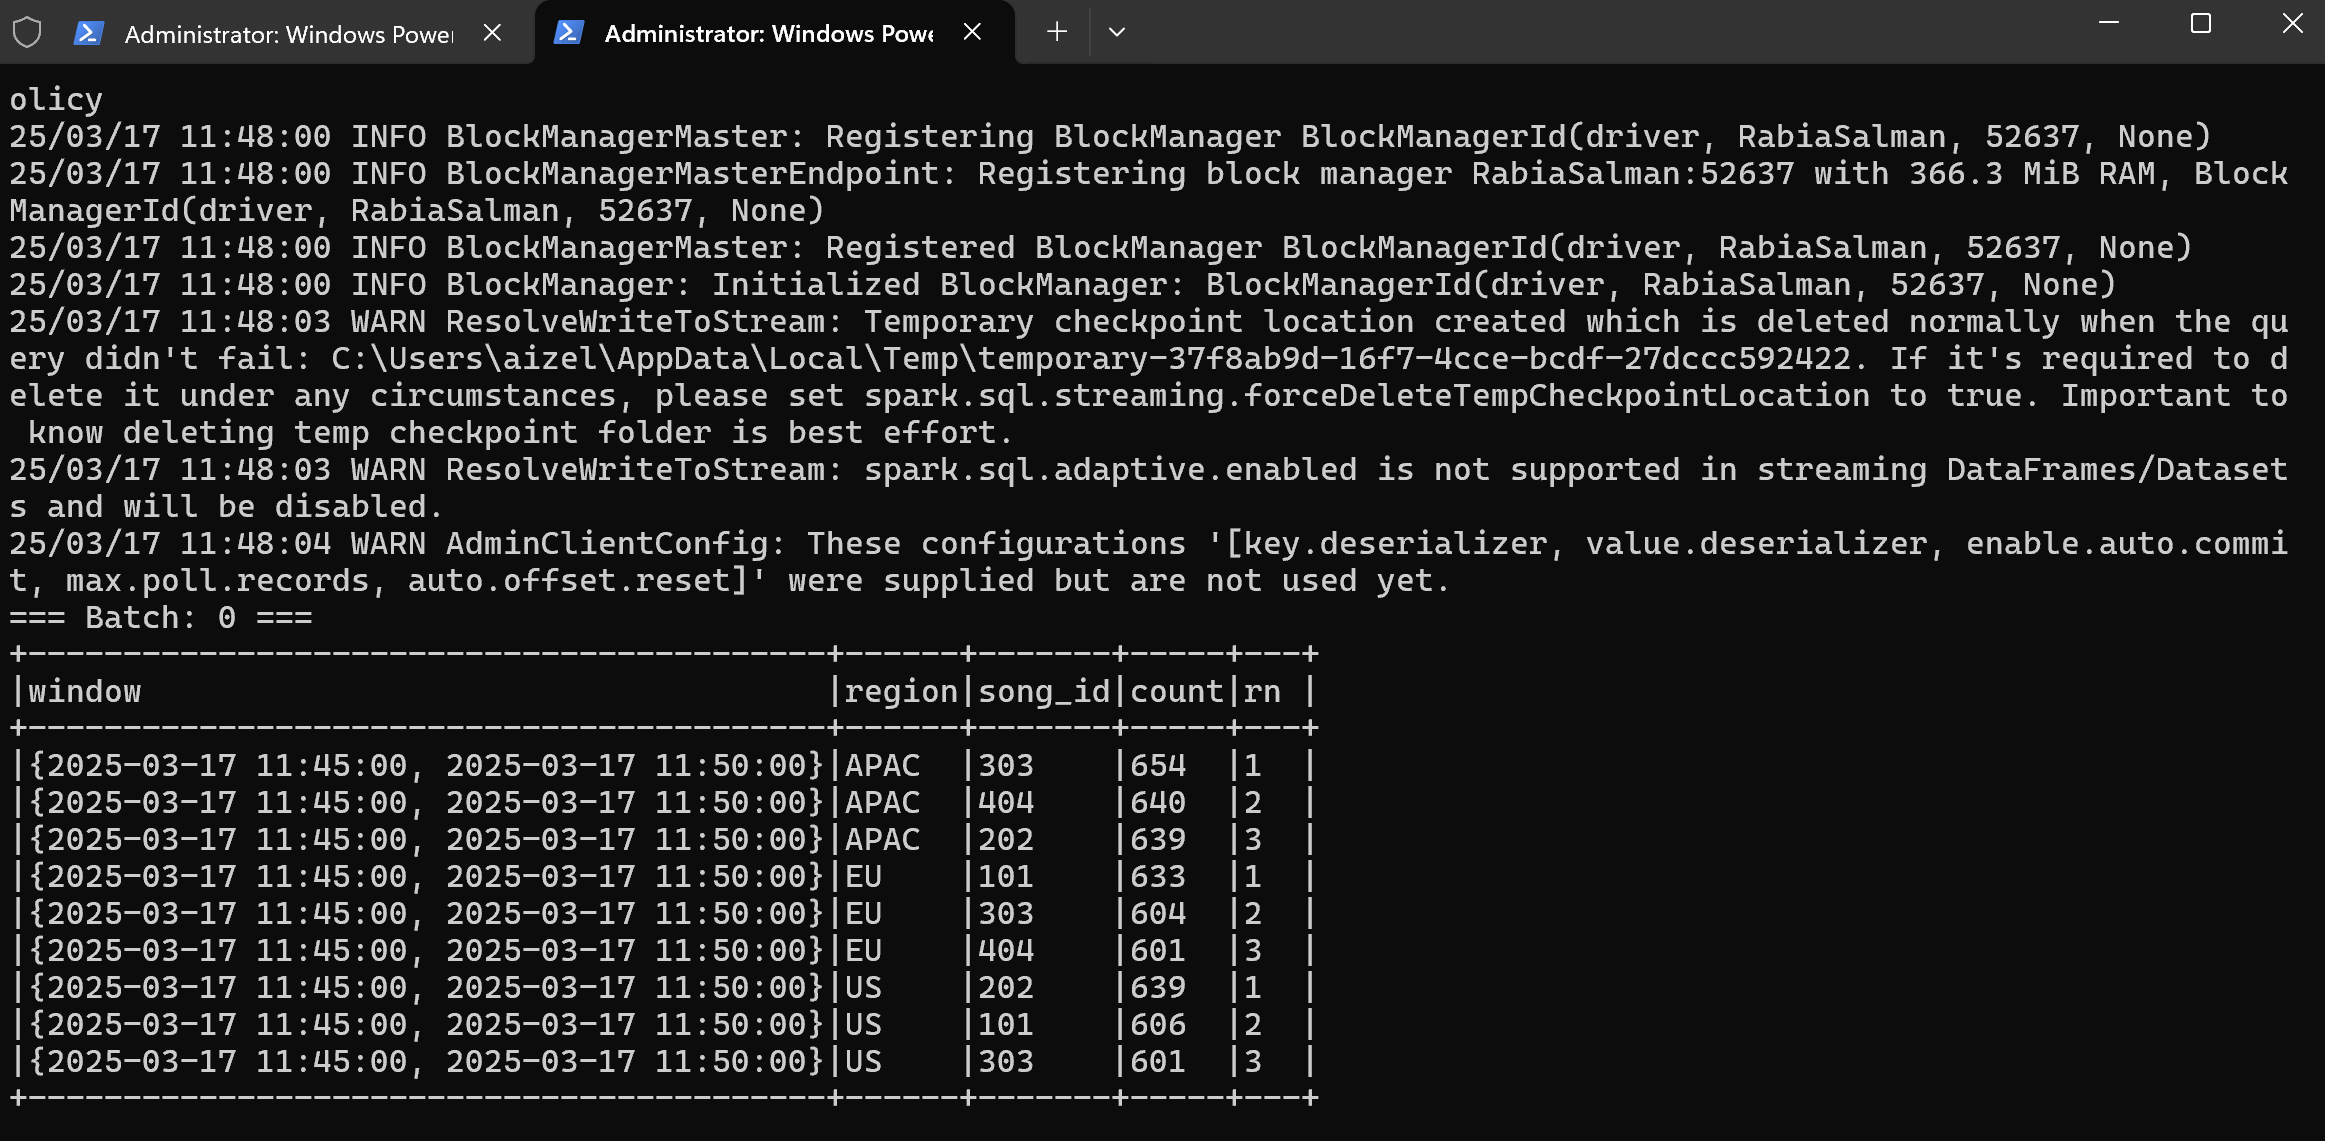 Administrator: Windows Power
Administrator: Windows Powe
olicy
25/03/17 11:48:00 INFO BlockManagerMaster: Registering BlockManager BlockManagerId(driver, RabiaSalman, 52637, None)
25/03/17 11:48:00 INFO BlockManagerMasterEndpoint: Registering block manager RabiaSalman:52637 with 366.3 MiB RAM, Block
ManagerId(driver, RabiaSalman, 52637, None)
25/03/17 11:48:00 INFO BlockManagerMaster: Registered BlockManager BlockManagerId(driver, RabiaSalman, 52637, None)
25/03/17 11:48:00 INFO BlockManager: Initialized BlockManager: BlockManagerId(driver, RabiaSalman, 52637, None)
25/03/17 11:48:03 WARN ResolveWriteToStream: Temporary checkpoint location created which is deleted normally when the qu
ery didn't fail: C:\Users\aizel\AppData\Local\Temp\temporary-37f8ab9d-16f7-4cce-bcdf-27dccc592422. If it's required to d
elete it under any circumstances, please set spark.sql.streaming.forceDeleteTempCheckpointLocation to true. Important to
 know deleting temp checkpoint folder is best effort.
25/03/17 11:48:03 WARN ResolveWriteToStream: spark.sql.adaptive.enabled is not supported in streaming DataFrames/Dataset
s and will be disabled.
25/03/17 11:48:04 WARN AdminClientConfig: These configurations '[key.deserializer, value.deserializer, enable.auto.commi
t, max.poll.records, auto.offset.reset]' were supplied but are not used yet.
=== Batch: 0 ===
+------------------------------------------+------+-------+-----+---+
|window                                    |region|song_id|count|rn |
+------------------------------------------+------+-------+-----+---+
|{2025-03-17 11:45:00, 2025-03-17 11:50:00}|APAC  |303    |654  |1  |
|{2025-03-17 11:45:00, 2025-03-17 11:50:00}|APAC  |404    |640  |2  |
|{2025-03-17 11:45:00, 2025-03-17 11:50:00}|APAC  |202    |639  |3  |
|{2025-03-17 11:45:00, 2025-03-17 11:50:00}|EU    |101    |633  |1  |
|{2025-03-17 11:45:00, 2025-03-17 11:50:00}|EU    |303    |604  |2  |
|{2025-03-17 11:45:00, 2025-03-17 11:50:00}|EU    |404    |601  |3  |
|{2025-03-17 11:45:00, 2025-03-17 11:50:00}|US    |202    |639  |1  |
|{2025-03-17 11:45:00, 2025-03-17 11:50:00}|US    |101    |606  |2  |
|{2025-03-17 11:45:00, 2025-03-17 11:50:00}|US    |303    |601  |3  |
+------------------------------------------+------+-------+-----+---+